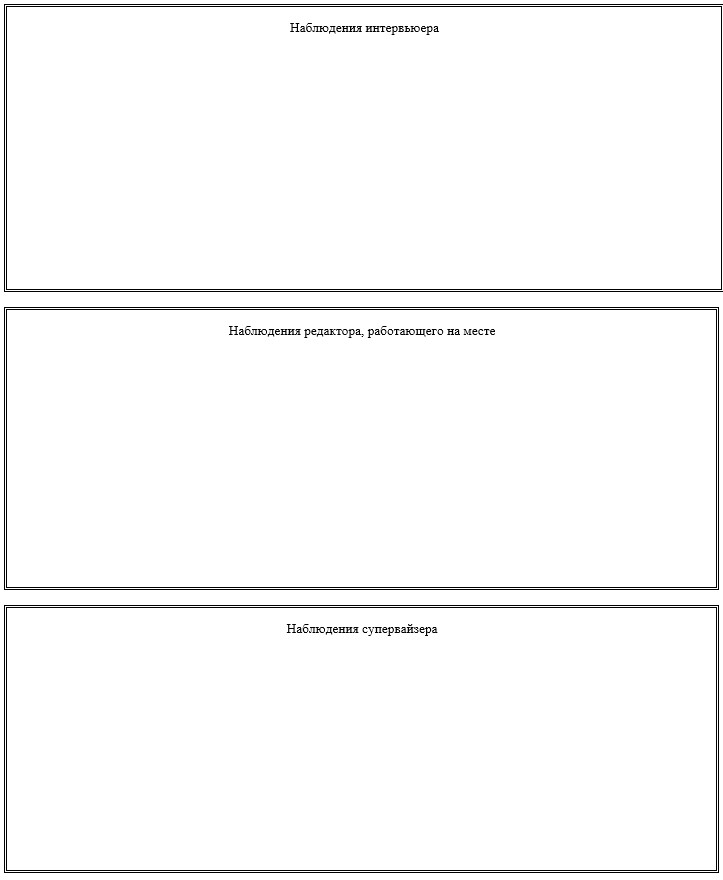 Наблюдения интервьюера
Наблюдения редактора, работающего на месте
Наблюдения супервайзера